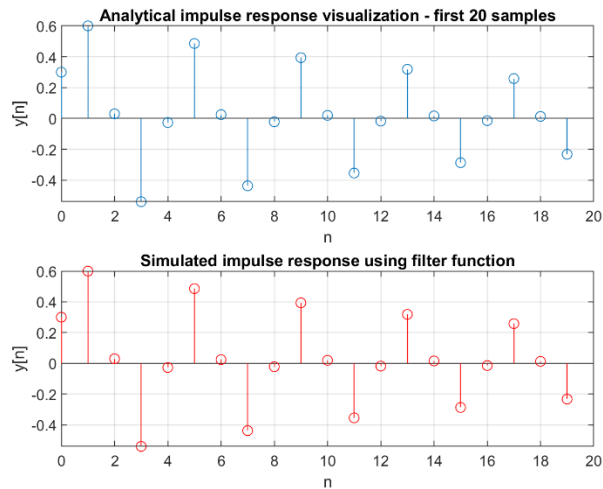 Analytical impulse response visualization - first 20 samples
0.6
0.4
0.2
0
-0.2
-0.4
y[n]
0 2 4 6 8 10 12 14 16 18 20
n
Simulated impulse response using filter function
0.6
0.4
0.2
0
-0.2
-0.4
y[n]
0 2 4 6 8 10 12 14 16 18 20
n